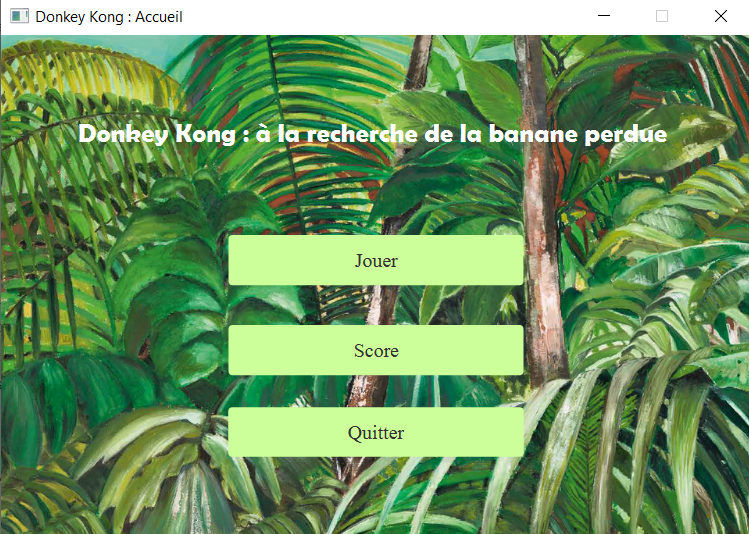 Donkey Kong : Accueil
Donkey Kong : à la recherche de la banane perdue
Jouer
Score
Quitter